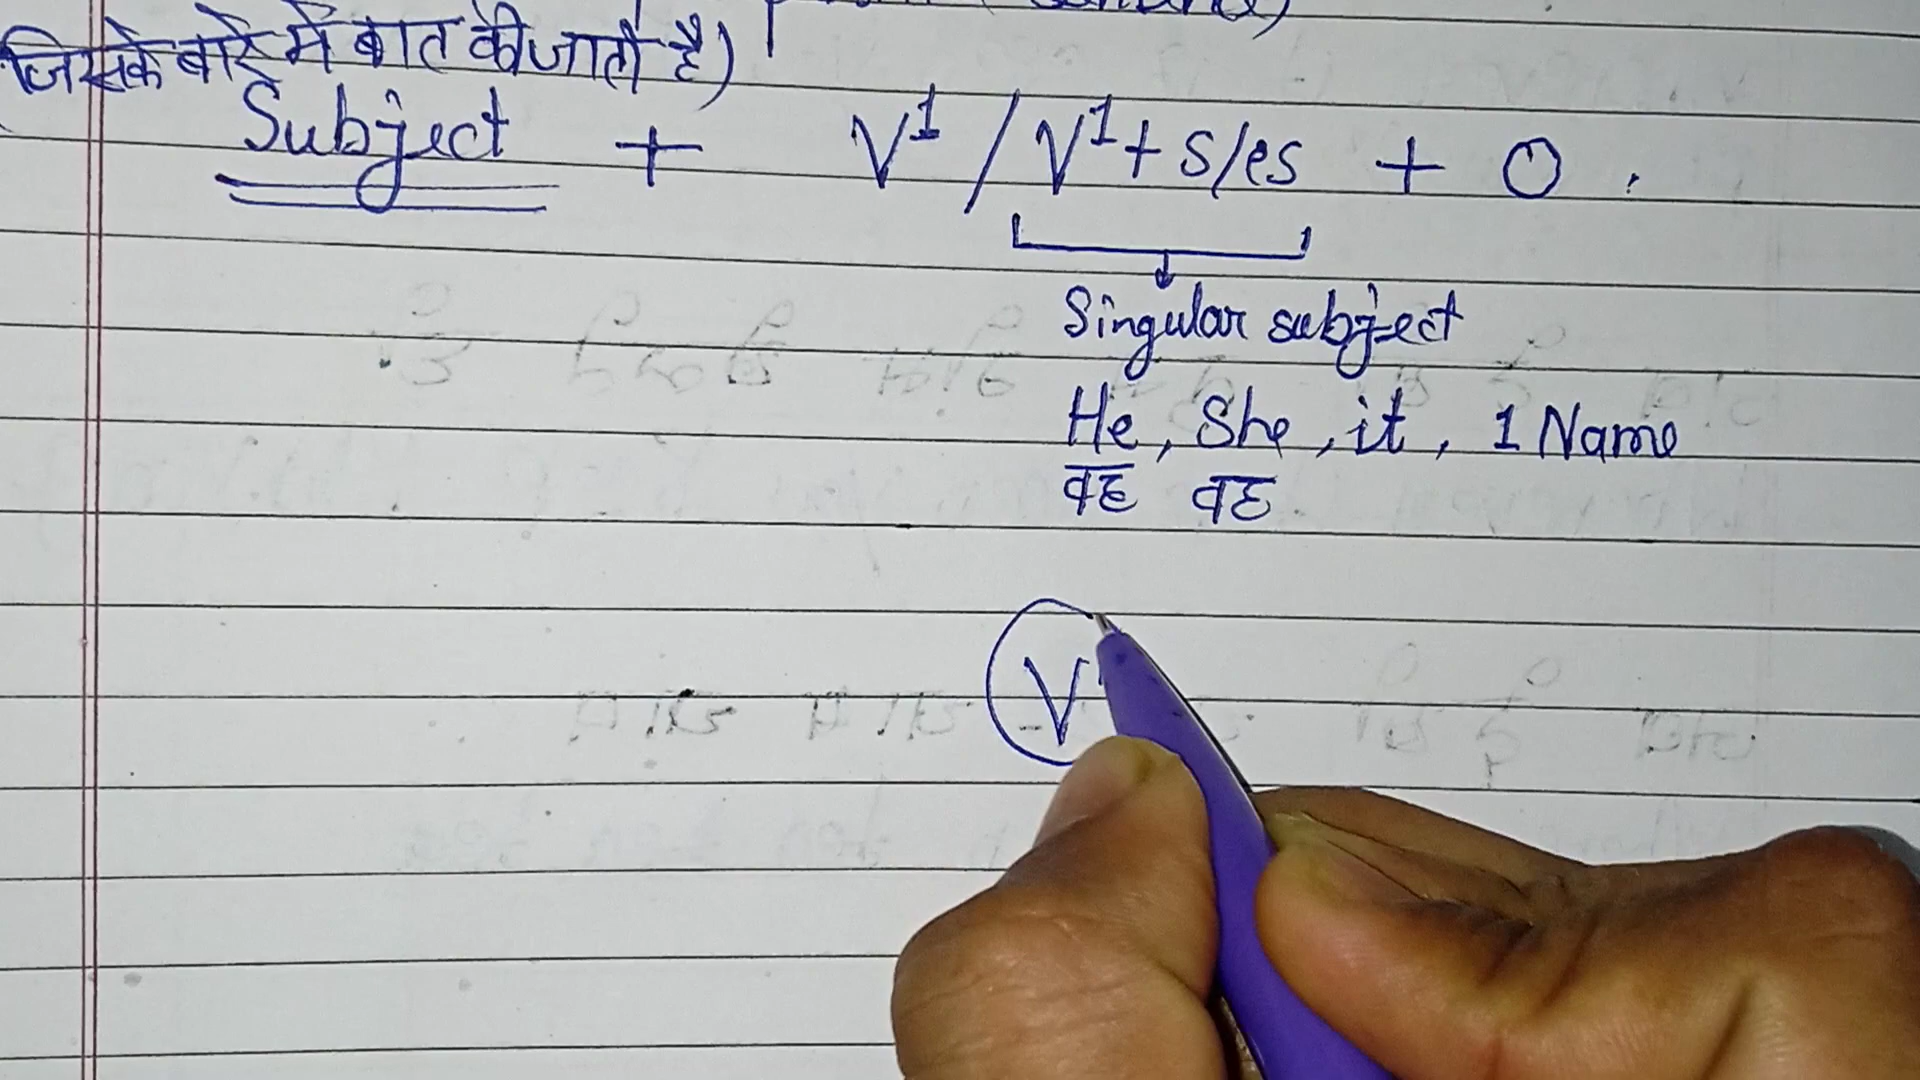 जिसके बारे में बात की जाती है)
Subject + V¹ / V¹ + s/es + O .
Singular subject
He, She, it, 1 Name
वह वह
V